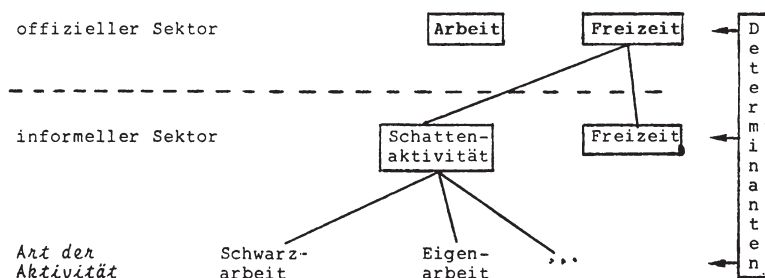 offizieller Sektor
Arbeit
Freizeit
informeller Sektor
Schatten-
aktivität
Freizeit
Art der
Aktivität
Schwarz-
arbeit
Eigen-
arbeit
...
Determinanten